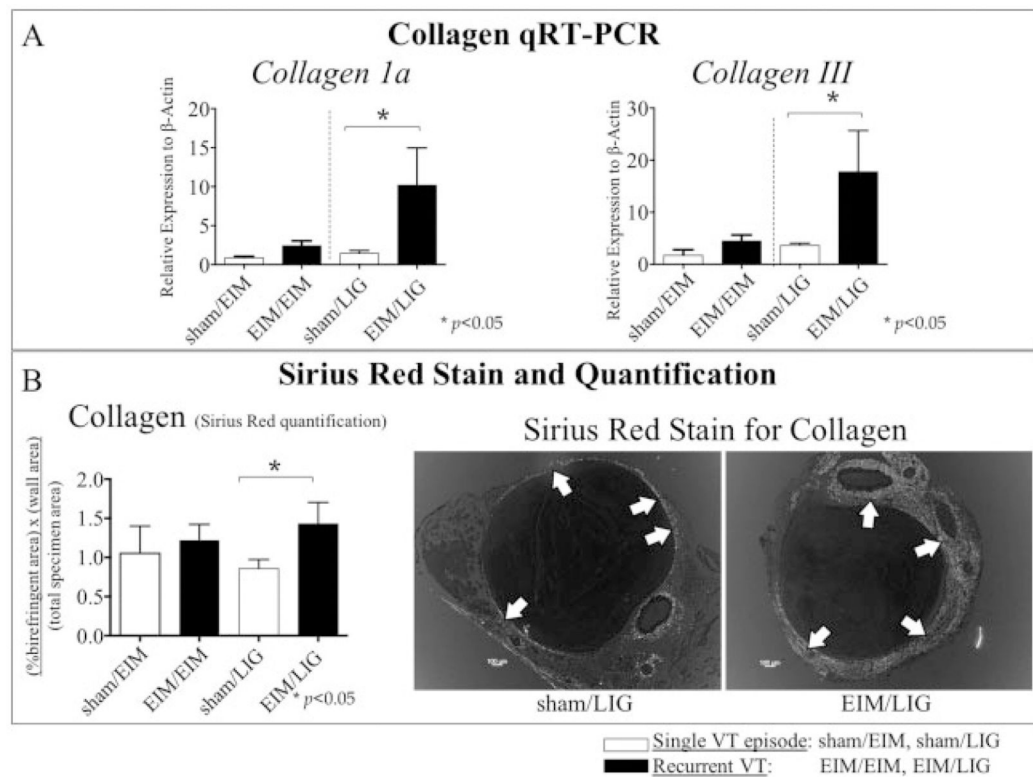 A
Collagen qRT-PCR
Collagen 1a
Relative Expression to β-Actin
20
15
10
5
0
*
sham/EIM
EIM/EIM
sham/LIG
EIM/LIG
* p<0.05
Collagen III
Relative Expression to β-Actin
30
20
10
0
*
sham/EIM
EIM/EIM
sham/LIG
EIM/LIG
* p<0.05
B
Sirius Red Stain and Quantification
Collagen (Sirius Red quantification)
(%birefringent area) x (wall area)
(total specimen area)
2.0
1.5
1.0
0.5
0.0
*
sham/EIM
EIM/EIM
sham/LIG
EIM/LIG
* p<0.05
Sirius Red Stain for Collagen
100 μm
100 μm
sham/LIG
EIM/LIG
Single VT episode: sham/EIM, sham/LIG
Recurrent VT: EIM/EIM, EIM/LIG